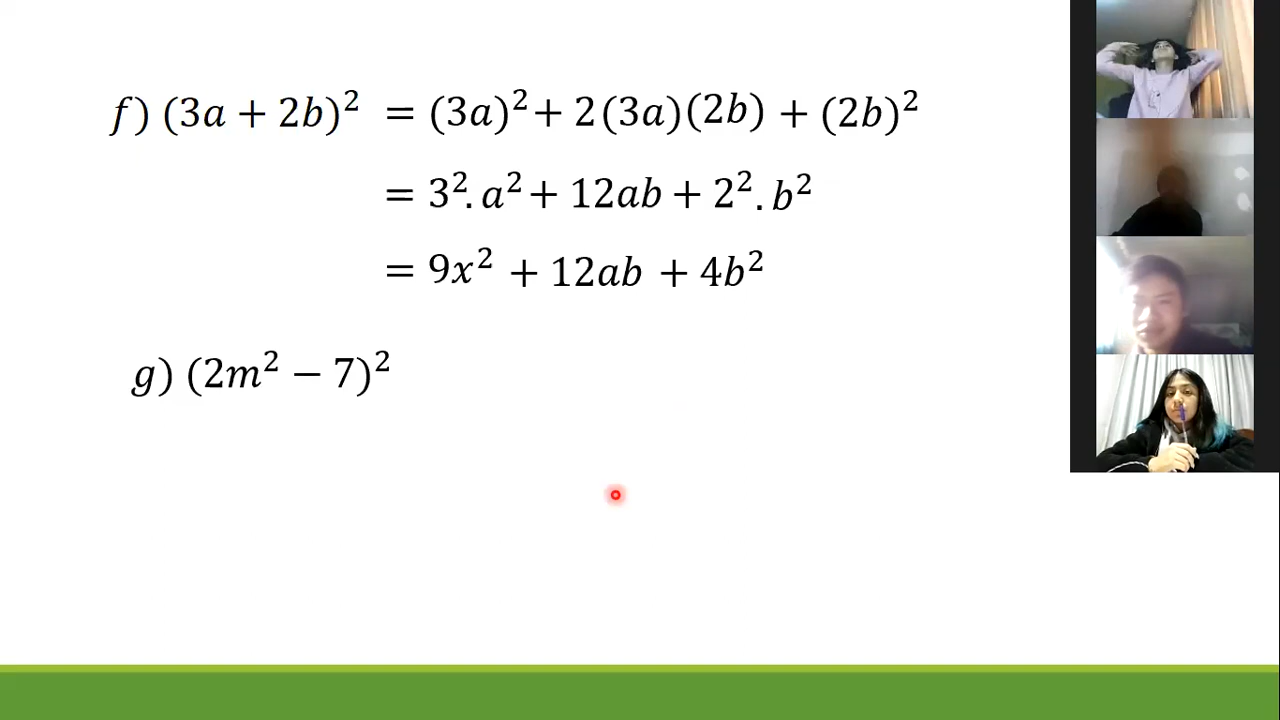 f) (3a + 2b)² = (3a)² + 2(3a)(2b) + (2b)²
= 3².a² + 12ab + 2².b²
= 9x² + 12ab + 4b²
g) (2m² − 7)²